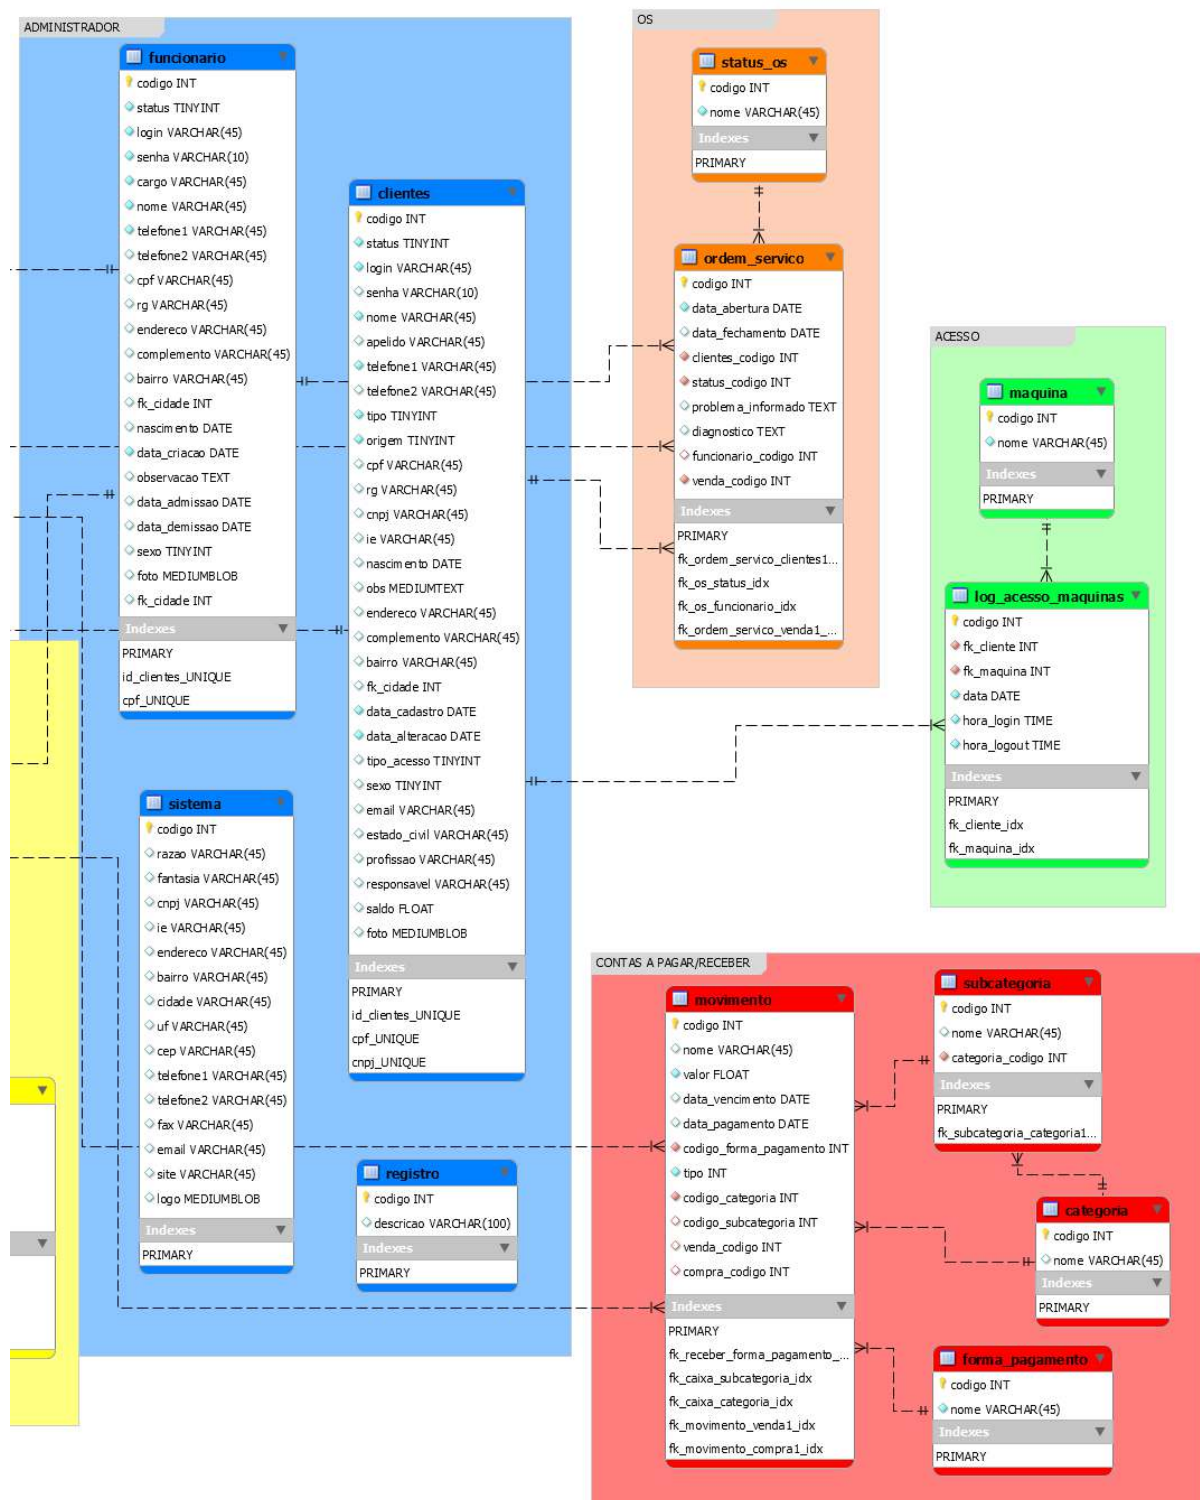 ADMINISTRADOR
funcionario
codigo INT
status TINYINT
login VARCHAR(45)
senha VARCHAR(10)
cargo VARCHAR(45)
nome VARCHAR(45)
telefone1 VARCHAR(45)
telefone2 VARCHAR(45)
cpf VARCHAR(45)
rg VARCHAR(45)
endereco VARCHAR(45)
complemento VARCHAR(45)
bairro VARCHAR(45)
fk_cidade INT
nascimento DATE
data_criacao DATE
observacao TEXT
data_admissao DATE
data_demissao DATE
sexo TINYINT
foto MEDIUMBLOB
fk_cidade INT
Indexes
PRIMARY
id_clientes_UNIQUE
cpf_UNIQUE
clientes
codigo INT
status TINYINT
login VARCHAR(45)
senha VARCHAR(10)
nome VARCHAR(45)
apelido VARCHAR(45)
telefone1 VARCHAR(45)
telefone2 VARCHAR(45)
tipo TINYINT
origem TINYINT
cpf VARCHAR(45)
rg VARCHAR(45)
cnpj VARCHAR(45)
ie VARCHAR(45)
nascimento DATE
obs MEDIUMTEXT
endereco VARCHAR(45)
complemento VARCHAR(45)
bairro VARCHAR(45)
fk_cidade INT
data_cadastro DATE
data_alteracao DATE
tipo_acesso TINYINT
sexo TINYINT
email VARCHAR(45)
estado_civil VARCHAR(45)
profissao VARCHAR(45)
responsavel VARCHAR(45)
saldo FLOAT
foto MEDIUMBLOB
Indexes
PRIMARY
id_clientes_UNIQUE
cpf_UNIQUE
cnpj_UNIQUE
sistema
codigo INT
razao VARCHAR(45)
fantasia VARCHAR(45)
cnpj VARCHAR(45)
ie VARCHAR(45)
endereco VARCHAR(45)
bairro VARCHAR(45)
cidade VARCHAR(45)
uf VARCHAR(45)
cep VARCHAR(45)
telefone1 VARCHAR(45)
telefone2 VARCHAR(45)
fax VARCHAR(45)
email VARCHAR(45)
site VARCHAR(45)
logo MEDIUMBLOB
Indexes
PRIMARY
registro
codigo INT
descricao VARCHAR(100)
Indexes
PRIMARY
OS
status_os
codigo INT
nome VARCHAR(45)
Indexes
PRIMARY
ordem_servico
codigo INT
data_abertura DATE
data_fechamento DATE
clientes_codigo INT
status_codigo INT
problema_informado TEXT
diagnostico TEXT
funcionario_codigo INT
venda_codigo INT
Indexes
PRIMARY
fk_ordem_servico_clientes1...
fk_os_status_idx
fk_os_funcionario_idx
fk_ordem_servico_venda1_...
ACESSO
maquina
codigo INT
nome VARCHAR(45)
Indexes
PRIMARY
log_acesso_maquinas
codigo INT
fk_cliente INT
fk_maquina INT
data DATE
hora_login TIME
hora_logout TIME
Indexes
PRIMARY
fk_cliente_idx
fk_maquina_idx
CONTAS A PAGAR/RECEBER
movimento
codigo INT
nome VARCHAR(45)
valor FLOAT
data_vencimento DATE
data_pagamento DATE
codigo_forma_pagamento INT
tipo INT
codigo_categoria INT
codigo_subcategoria INT
venda_codigo INT
compra_codigo INT
Indexes
PRIMARY
fk_receber_forma_pagamento_...
fk_caixa_subcategoria_idx
fk_caixa_categoria_idx
fk_movimento_venda1_idx
fk_movimento_compra1_idx
subcategoria
codigo INT
nome VARCHAR(45)
categoria_codigo INT
Indexes
PRIMARY
fk_subcategoria_categoria1...
categoria
codigo INT
nome VARCHAR(45)
Indexes
PRIMARY
forma_pagamento
codigo INT
nome VARCHAR(45)
Indexes
PRIMARY